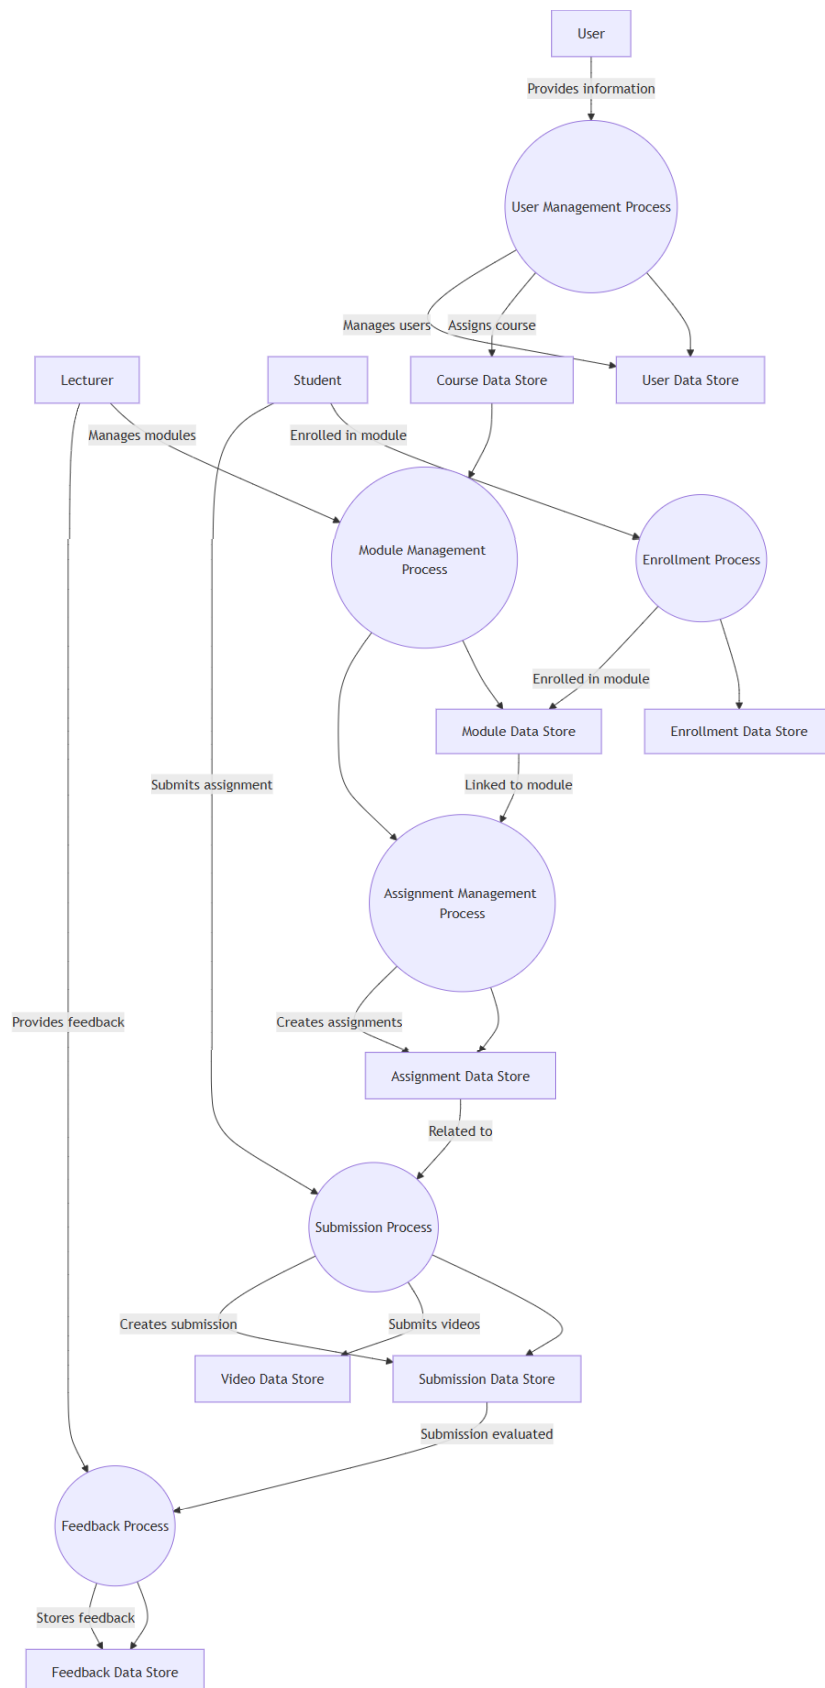 User
Provides information
User Management Process
Manages users
Assigns course
Lecturer
Student
Course Data Store
User Data Store
Manages modules
Enrolled in module
Module Management
Process
Enrollment Process
Enrolled in module
Module Data Store
Enrollment Data Store
Submits assignment
Linked to module
Assignment Management
Process
Provides feedback
Creates assignments
Assignment Data Store
Related to
Submission Process
Creates submission
Submits videos
Video Data Store
Submission Data Store
Submission evaluated
Feedback Process
Stores feedback
Feedback Data Store